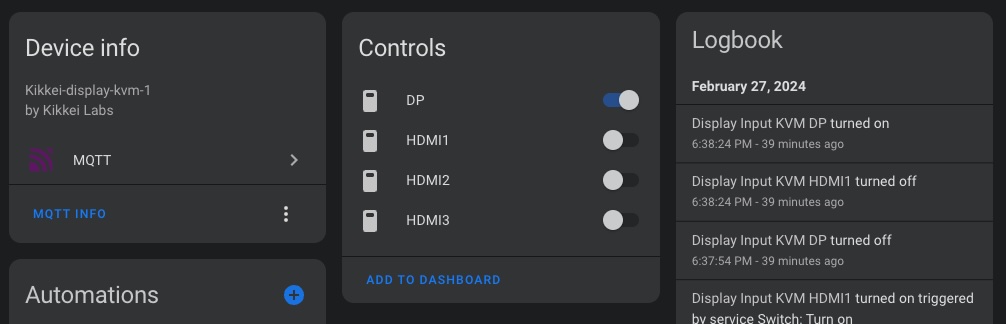 Device info
Kikkei-display-kvm-1
by Kikkei Labs
MQTT
MQTT INFO
Automations
Controls
DP
HDMI1
HDMI2
HDMI3
ADD TO DASHBOARD
Logbook
February 27, 2024
Display Input KVM DP turned on
6:38:24 PM - 39 minutes ago
Display Input KVM HDMI1 turned off
6:38:24 PM - 39 minutes ago
Display Input KVM DP turned off
6:37:54 PM - 39 minutes ago
Display Input KVM HDMI1 turned on triggered
by service Switch: Turn on